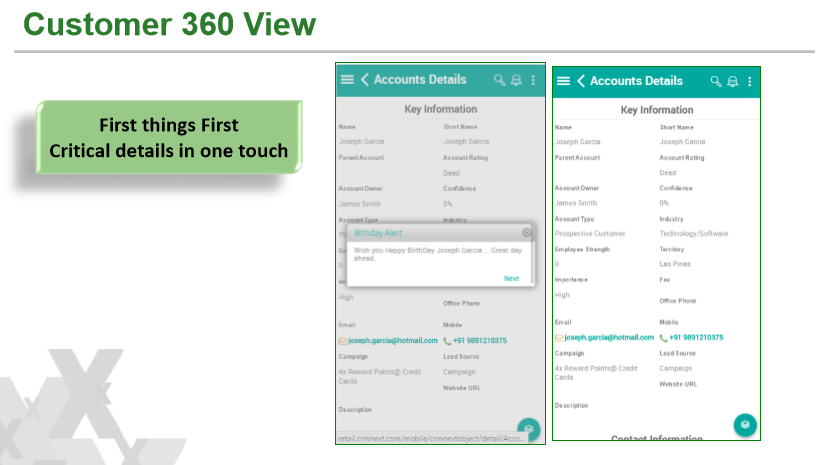 Customer 360 View
First things First
Critical details in one touch
Accounts Details
Key Information
Name Short Name
Joseph Garcia Joseph Garcia
Parent Account Account Rating
Dead
Account Owner Confidence
James Smith 0%
Account Type Industry
Birthday Alert
Wish you Happy BirthDay Joseph Garcia ... Great day
ahead.
Next
0
High
Office Phone
Email Mobile
joseph.garcia@hotmail.com +91 9891210375
Campaign Lead Source
4x Reward Points@ Credit Campaign
Cards
Website URL
Description
retail.crmnext.com/mobile/crmnextobject/detail/Acco...
Accounts Details
Key Information
Name Short Name
Joseph Garcia Joseph Garcia
Parent Account Account Rating
Dead
Account Owner Confidence
James Smith 0%
Account Type Industry
Prospective Customer Technology/Software
Employee Strength Territory
0 Las Pinas
Importance Fax
High
Office Phone
Email Mobile
joseph.garcia@hotmail.com +91 9891210375
Campaign Lead Source
4x Reward Points@ Credit Campaign
Cards
Website URL
Description
Contact Information